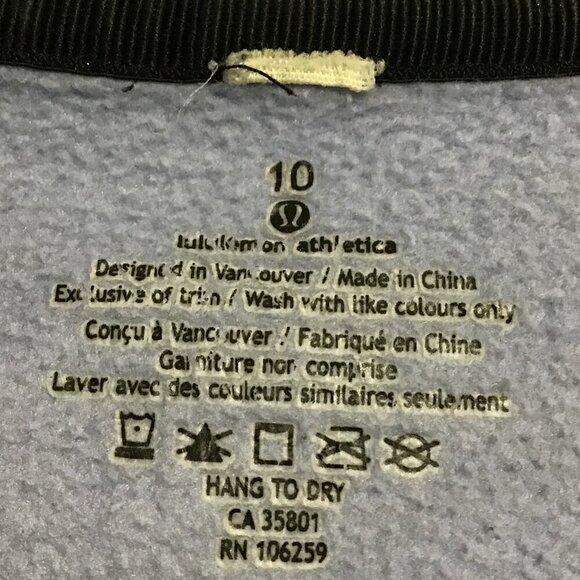 10
lululemon athletica
Designed in Vancouver / Made in China
Exclusive of trim / Wash with like colours only
Conçu à Vancouver / Fabriqué en Chine
Garniture non comprise
Laver avec des couleurs similaires seulement
HANG TO DRY
CA 35801
RN 106259